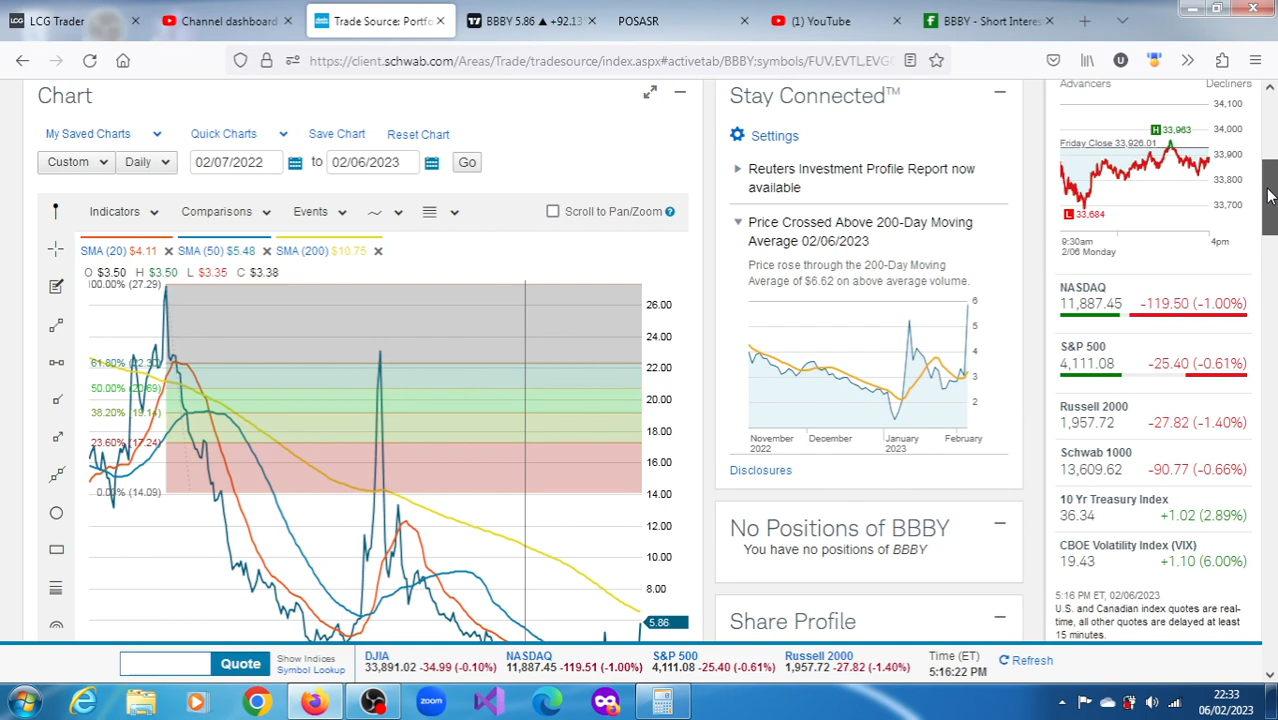 LCG Trader
Channel dashboard
Trade Source: Portfo
BBBY 5.86 ▲ +92.13
POSASR
(1) YouTube
BBBY - Short Interes
https://client.schwab.com/Areas/Trade/tradesource/index.aspx#activetab/BBBY:symbols/FUV,EVTL,EVGC
Chart
My Saved Charts
Quick Charts
Save Chart
Reset Chart
Custom
Daily
02/07/2022
to
02/06/2023
Go
Indicators
Comparisons
Events
Scroll to Pan/Zoom
SMA (20) $4.11
SMA (50) $5.48
SMA (200) $10.75
O $3.50 H $3.50 L $3.35 C $3.38
100.00% (27.29)
61.80% (22.30)
50.00% (20.69)
38.20% (19.14)
23.60% (17.24)
0.00% (14.09)
26.00
24.00
22.00
20.00
18.00
16.00
14.00
12.00
10.00
8.00
5.86
Stay Connected™
Settings
Reuters Investment Profile Report now
available
Price Crossed Above 200-Day Moving
Average 02/06/2023
Price rose through the 200-Day Moving
Average of $6.62 on above average volume.
6
5
4
3
2
November
2022
December
January
2023
February
Disclosures
No Positions of BBBY
You have no positions of BBBY
Share Profile
Advancers
Decliners
34,100
34,000
33,900
33,800
33,700
H 33,963
Friday Close 33,926.01
L 33,684
9:30am
4pm
2/06 Monday
NASDAQ
11,887.45 -119.50 (-1.00%)
S&P 500
4,111.08 -25.40 (-0.61%)
Russell 2000
1,957.72 -27.82 (-1.40%)
Schwab 1000
13,609.62 -90.77 (-0.66%)
10 Yr Treasury Index
36.34 +1.02 (2.89%)
CBOE Volatility Index (VIX)
19.43 +1.10 (6.00%)
5:16 PM ET, 02/06/2023
U.S. and Canadian index quotes are real-
time, all other quotes are delayed at least
15 minutes.
Quote
Show Indices
Symbol Lookup
DJIA
33,891.02 -34.99 (-0.10%)
NASDAQ
11,887.45 -119.51 (-1.00%)
S&P 500
4,111.08 -25.40 (-0.61%)
Russell 2000
1,957.72 -27.82 (-1.40%)
Time (ET)
5:16:22 PM
Refresh
zoom
22:33
06/02/2023